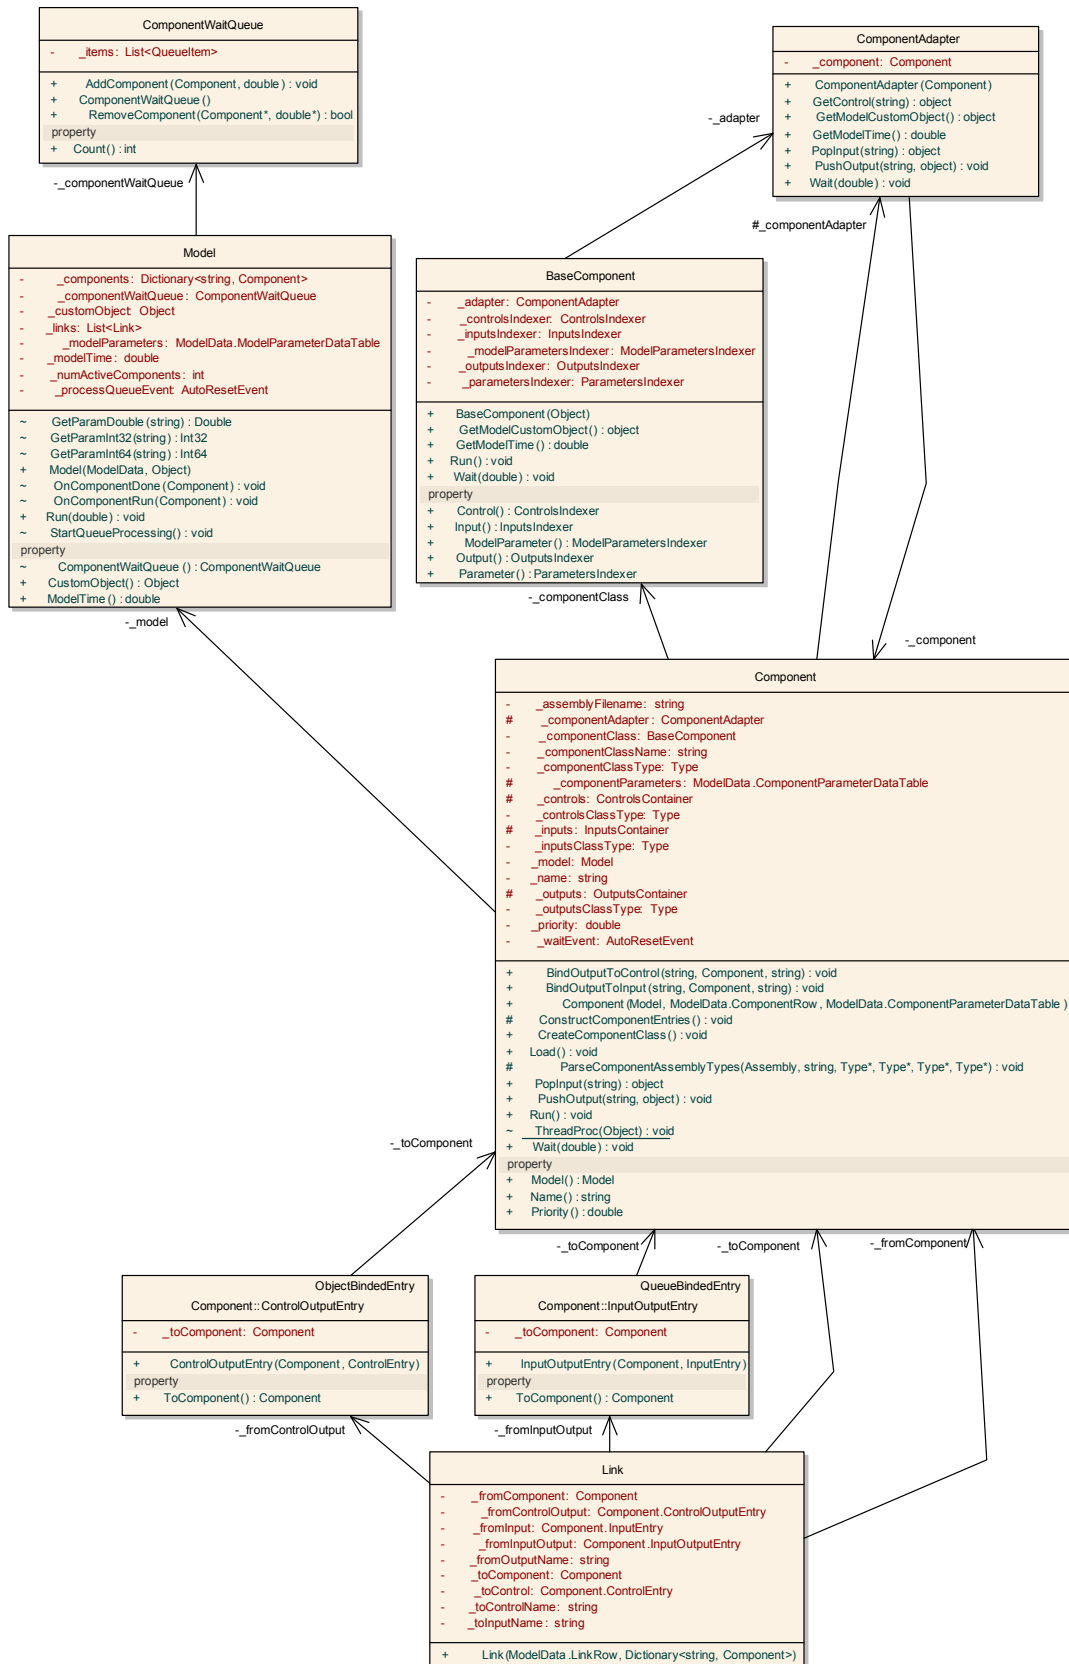 ComponentWaitQueue
- _items: List<QueueItem>
+ AddComponent(Component, double) : void
+ ComponentWaitQueue()
+ RemoveComponent(Component*, double*) : bool
property
+ Count() : int
-_componentWaitQueue
ComponentAdapter
- _component: Component
+ ComponentAdapter(Component)
+ GetControl(string) : object
+ GetModelCustomObject() : object
+ GetModelTime() : double
+ PopInput(string) : object
+ PushOutput(string, object) : void
+ Wait(double) : void
-_adapter
#_componentAdapter
Model
- _components: Dictionary<string, Component>
- _componentWaitQueue: ComponentWaitQueue
- _customObject: Object
- _links: List<Link>
- _modelParameters: ModelData.ModelParameterDataTable
- _modelTime: double
- _numActiveComponents: int
- _processQueueEvent: AutoResetEvent
~ GetParamDouble(string) : Double
~ GetParamInt32(string) : Int32
~ GetParamInt64(string) : Int64
+ Model(ModelData, Object)
~ OnComponentDone(Component) : void
~ OnComponentRun(Component) : void
+ Run(double) : void
~ StartQueueProcessing() : void
property
~ ComponentWaitQueue() : ComponentWaitQueue
+ CustomObject() : Object
+ ModelTime() : double
-_model
BaseComponent
- _adapter: ComponentAdapter
- _controlsIndexer: ControlsIndexer
- _inputsIndexer: InputsIndexer
- _modelParametersIndexer: ModelParametersIndexer
- _outputsIndexer: OutputsIndexer
- _parametersIndexer: ParametersIndexer
+ BaseComponent(Object)
+ GetModelCustomObject() : object
+ GetModelTime() : double
+ Run() : void
+ Wait(double) : void
property
+ Control() : ControlsIndexer
+ Input() : InputsIndexer
+ ModelParameter() : ModelParametersIndexer
+ Output() : OutputsIndexer
+ Parameter() : ParametersIndexer
-_componentClass
-_component
Component
- _assemblyFilename: string
# _componentAdapter: ComponentAdapter
- _componentClass: BaseComponent
- _componentClassName: string
- _componentClassType: Type
# _componentParameters: ModelData.ComponentParameterDataTable
# _controls: ControlsContainer
- _controlsClassType: Type
# _inputs: InputsContainer
- _inputsClassType: Type
- _model: Model
- _name: string
# _outputs: OutputsContainer
- _outputsClassType: Type
- _priority: double
- _waitEvent: AutoResetEvent
+ BindOutputToControl(string, Component, string) : void
+ BindOutputToInput(string, Component, string) : void
+ Component(Model, ModelData.ComponentRow, ModelData.ComponentParameterDataTable)
# ConstructComponentEntries() : void
+ CreateComponentClass() : void
+ Load() : void
# ParseComponentAssemblyTypes(Assembly, string, Type*, Type*, Type*, Type*) : void
+ PopInput(string) : object
+ PushOutput(string, object) : void
+ Run() : void
~ ThreadProc(Object) : void
+ Wait(double) : void
property
+ Model() : Model
+ Name() : string
+ Priority() : double
-_toComponent
-_toComponent
-_toComponent
-_fromComponent
ObjectBindedEntry
Component::ControlOutputEntry
- _toComponent: Component
+ ControlOutputEntry(Component, ControlEntry)
property
+ ToComponent() : Component
QueueBindedEntry
Component::InputOutputEntry
- _toComponent: Component
+ InputOutputEntry(Component, InputEntry)
property
+ ToComponent() : Component
-_fromControlOutput
-_fromInputOutput
Link
- _fromComponent: Component
- _fromControlOutput: Component.ControlOutputEntry
- _fromInput: Component.InputEntry
- _fromInputOutput: Component.InputOutputEntry
- _fromOutputName: string
- _toComponent: Component
- _toControl: Component.ControlEntry
- _toControlName: string
- _toInputName: string
+ Link(ModelData.LinkRow, Dictionary<string, Component>)